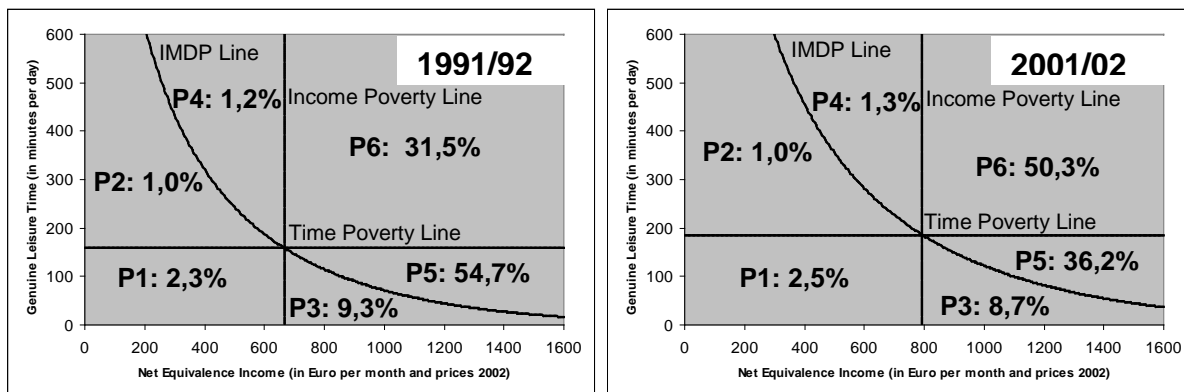 600
500
400
300
200
100
0
Genuine Leisure Time (in minutes per day)
IMDP Line
1991/92
P4: 1,2%
Income Poverty Line
P6: 31,5%
P2: 1,0%
Time Poverty Line
P1: 2,3%
P5: 54,7%
P3: 9,3%
0 200 400 600 800 1000 1200 1400 1600
Net Equivalence Income (in Euro per month and prices 2002)
600
500
400
300
200
100
0
Genuine Leisure Time (in minutes per day)
IMDP Line
2001/02
P4: 1,3%
Income Poverty Line
P2: 1,0%
P6: 50,3%
Time Poverty Line
P1: 2,5%
P5: 36,2%
P3: 8,7%
0 200 400 600 800 1000 1200 1400 1600
Net Equivalence Income (in Euro per month and prices 2002)